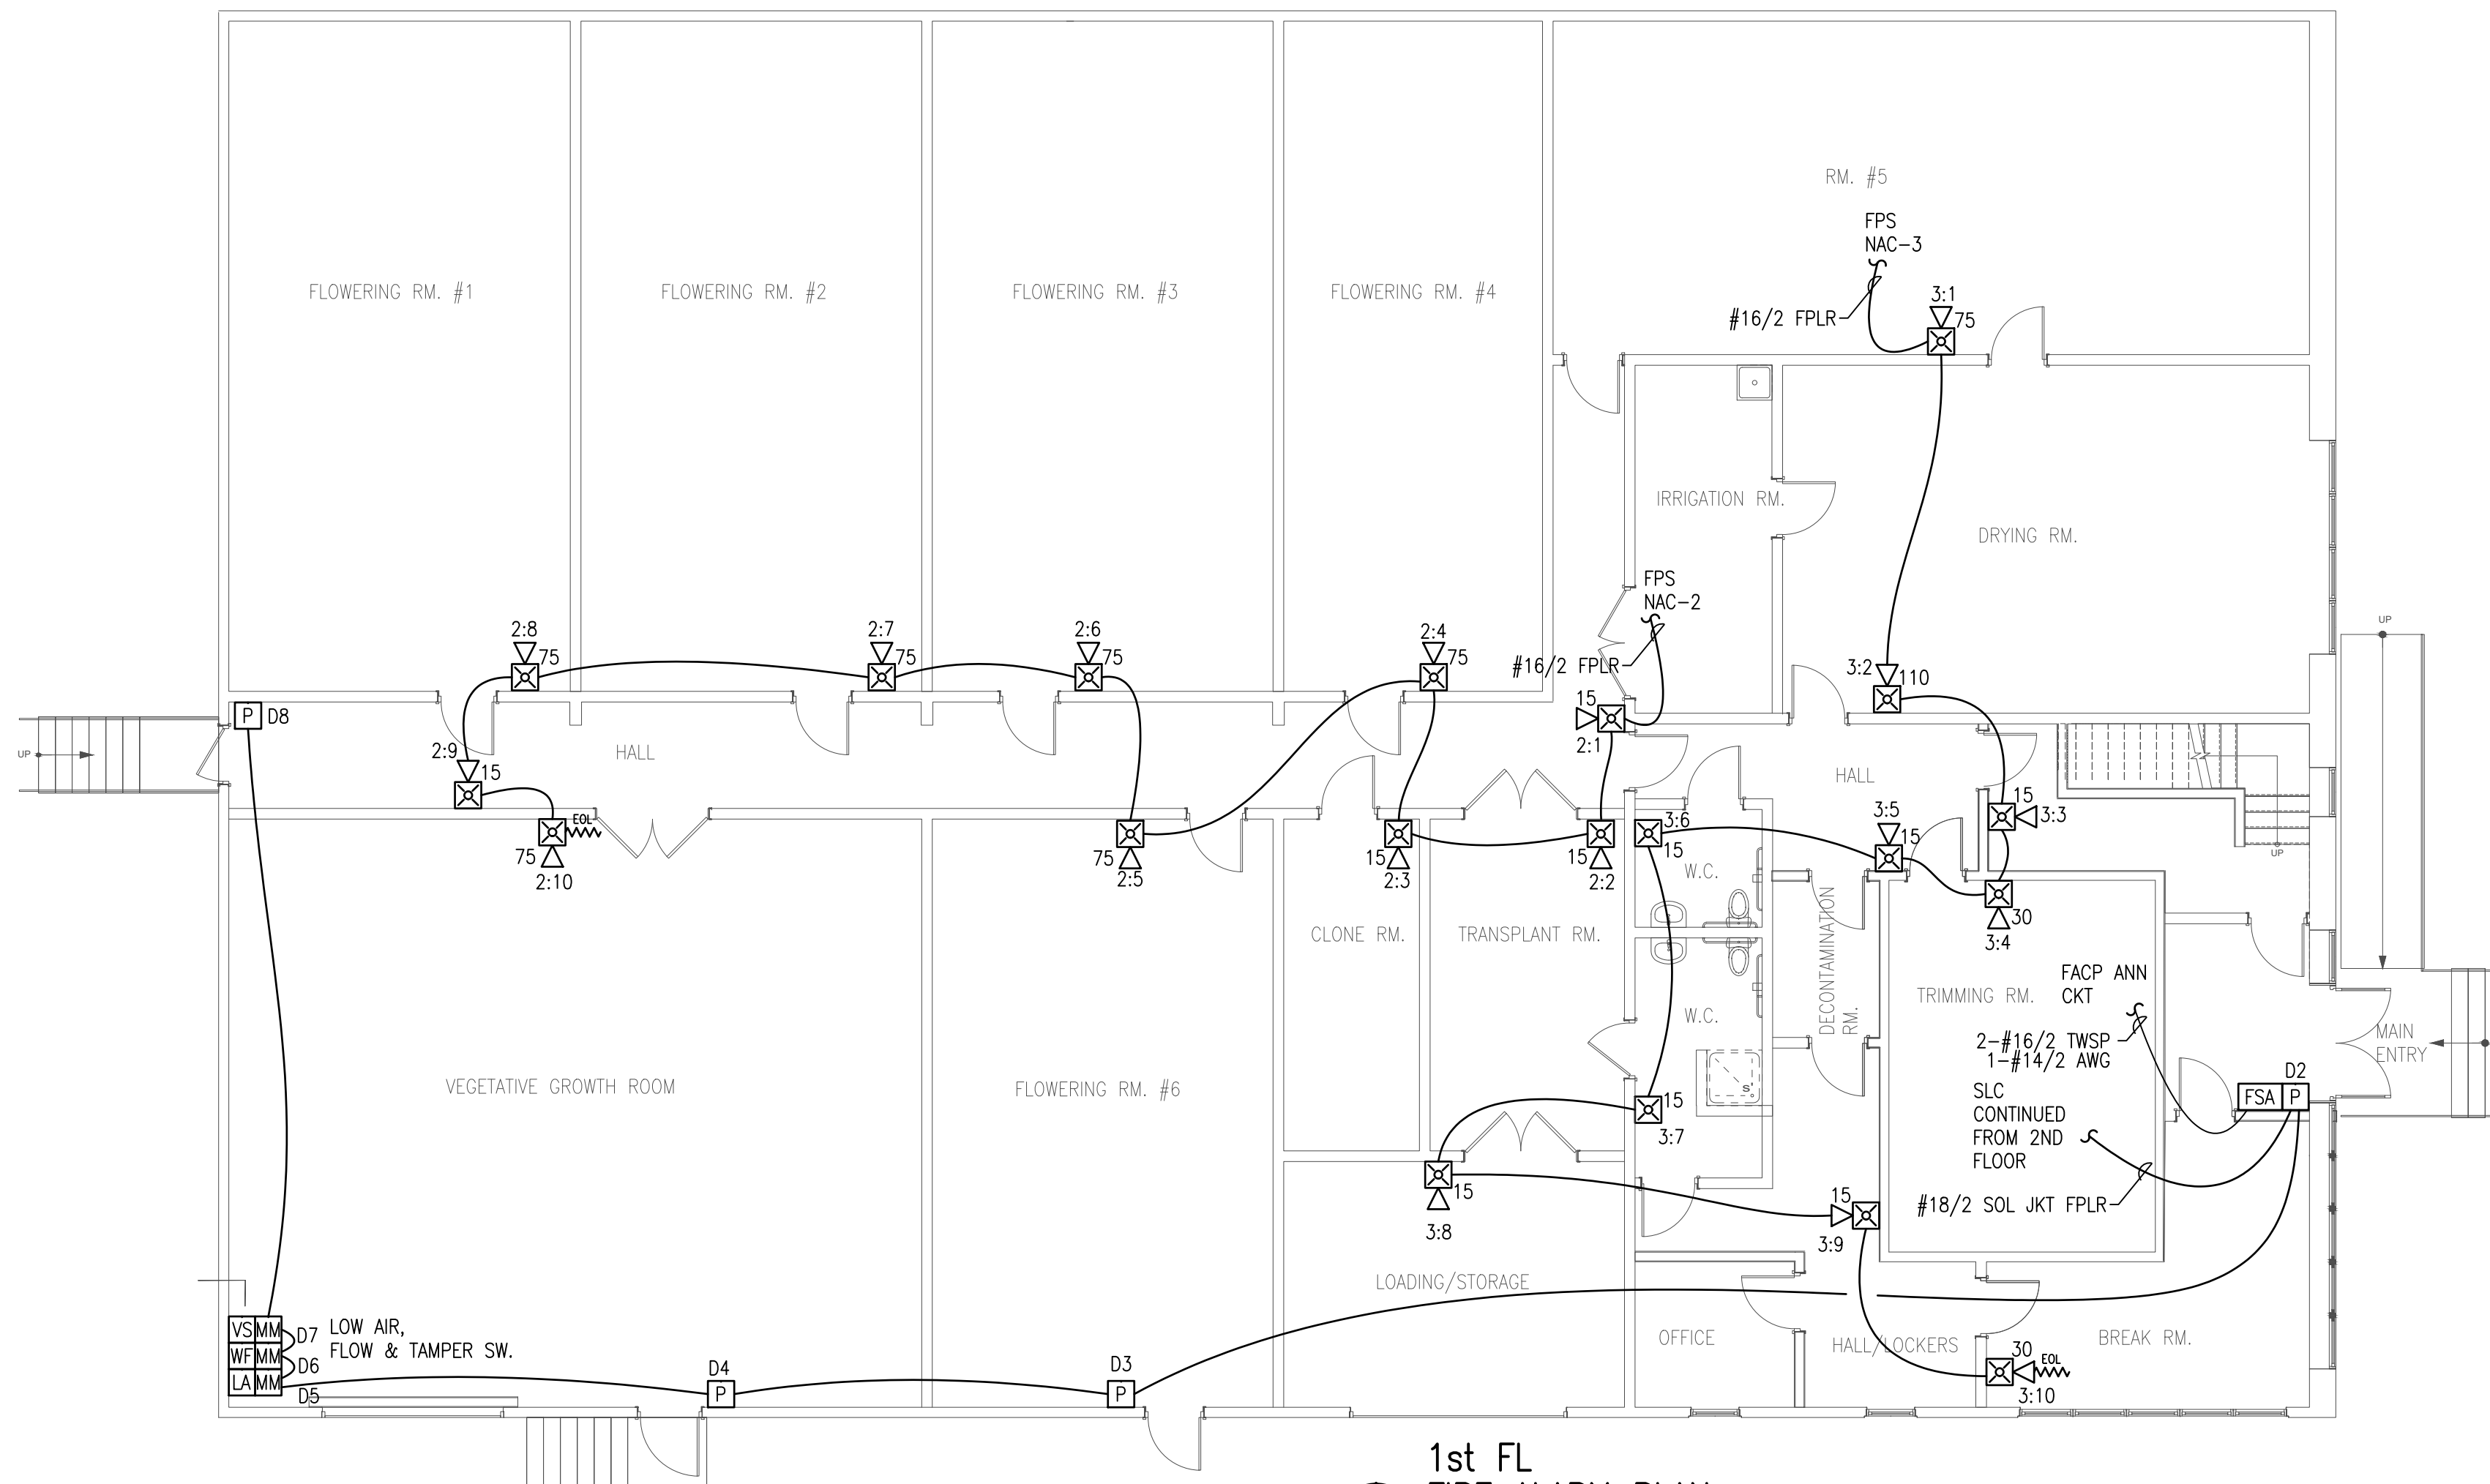 RM. #5
FPS
NAC-3
FLOWERING RM. #1
FLOWERING RM. #2
FLOWERING RM. #3
FLOWERING RM. #4
3:1
#16/2 FPLR
75
IRRIGATION RM.
DRYING RM.
FPS
NAC-2
UP
2:8
75
2:7
75
2:6
75
2:4
75
#16/2 FPLR
3:2
110
15
2:1
P D8
UP
2:9
15
HALL
HALL
15
3:3
3:5
15
3:6
15
EOL
75
2:10
75
2:5
15
2:3
15
2:2
UP
W.C.
30
3:4
CLONE RM.
TRANSPLANT RM.
DECONTAMINATION
RM.
FACP ANN
CKT
TRIMMING RM.
W.C.
2-#16/2 TWSP
1-#14/2 AWG
MAIN
ENTRY
D2
FSA P
VEGETATIVE GROWTH ROOM
FLOWERING RM. #6
S
SLC
CONTINUED
FROM 2ND
FLOOR
15
3:7
15
3:8
15
3:9
#18/2 SOL JKT FPLR
LOADING/STORAGE
VS MM D7
WF MM D6
LA MM D5
LOW AIR,
FLOW & TAMPER SW.
OFFICE
HALL/LOCKERS
BREAK RM.
D4
P
D3
P
30
EOL
3:10
1st FL